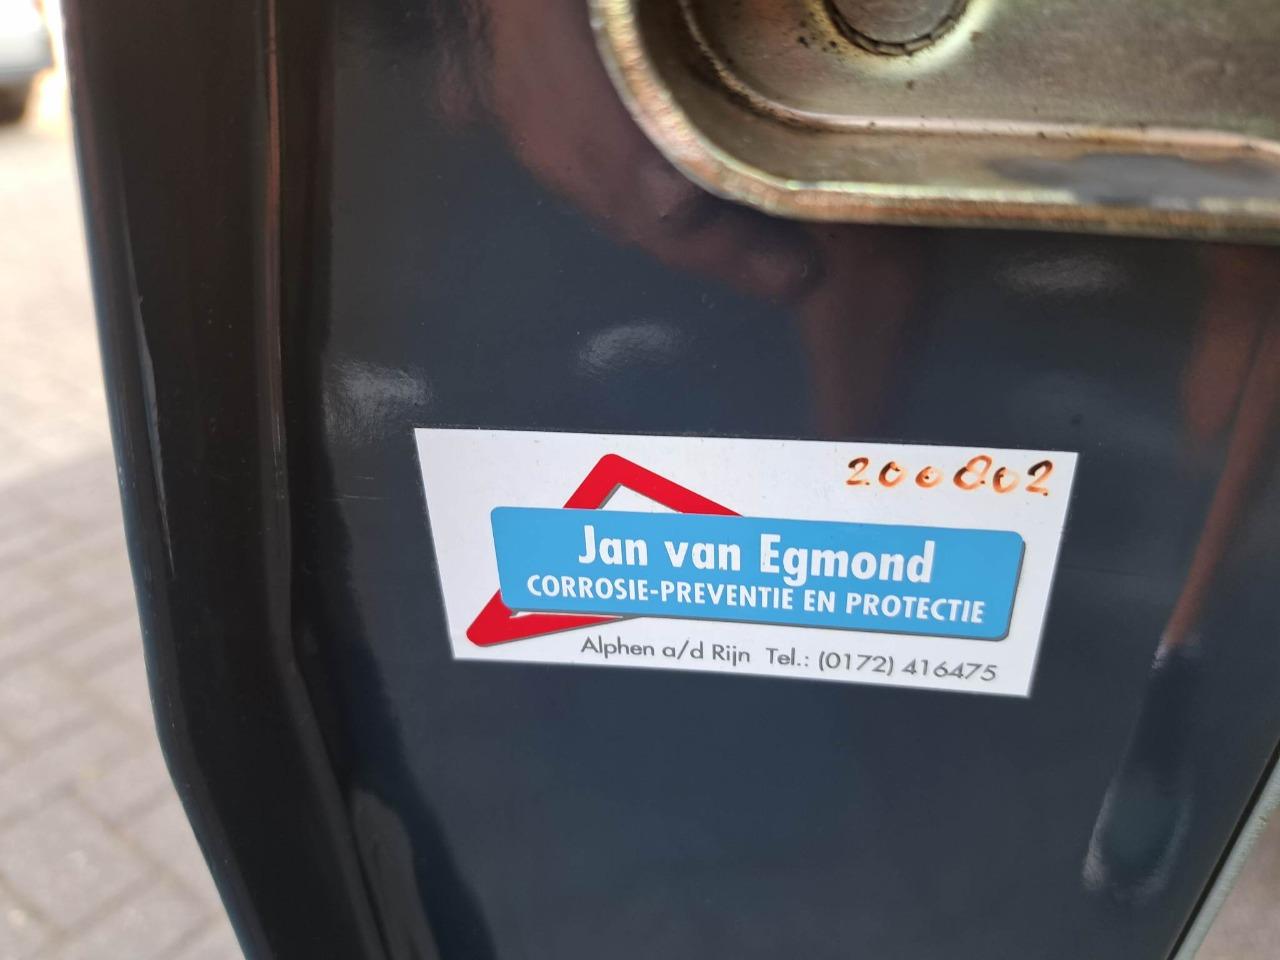 200802
Jan van Egmond
CORROSIE-PREVENTIE EN PROTECTIE
Alphen a/d Rijn Tel.: (0172) 416475